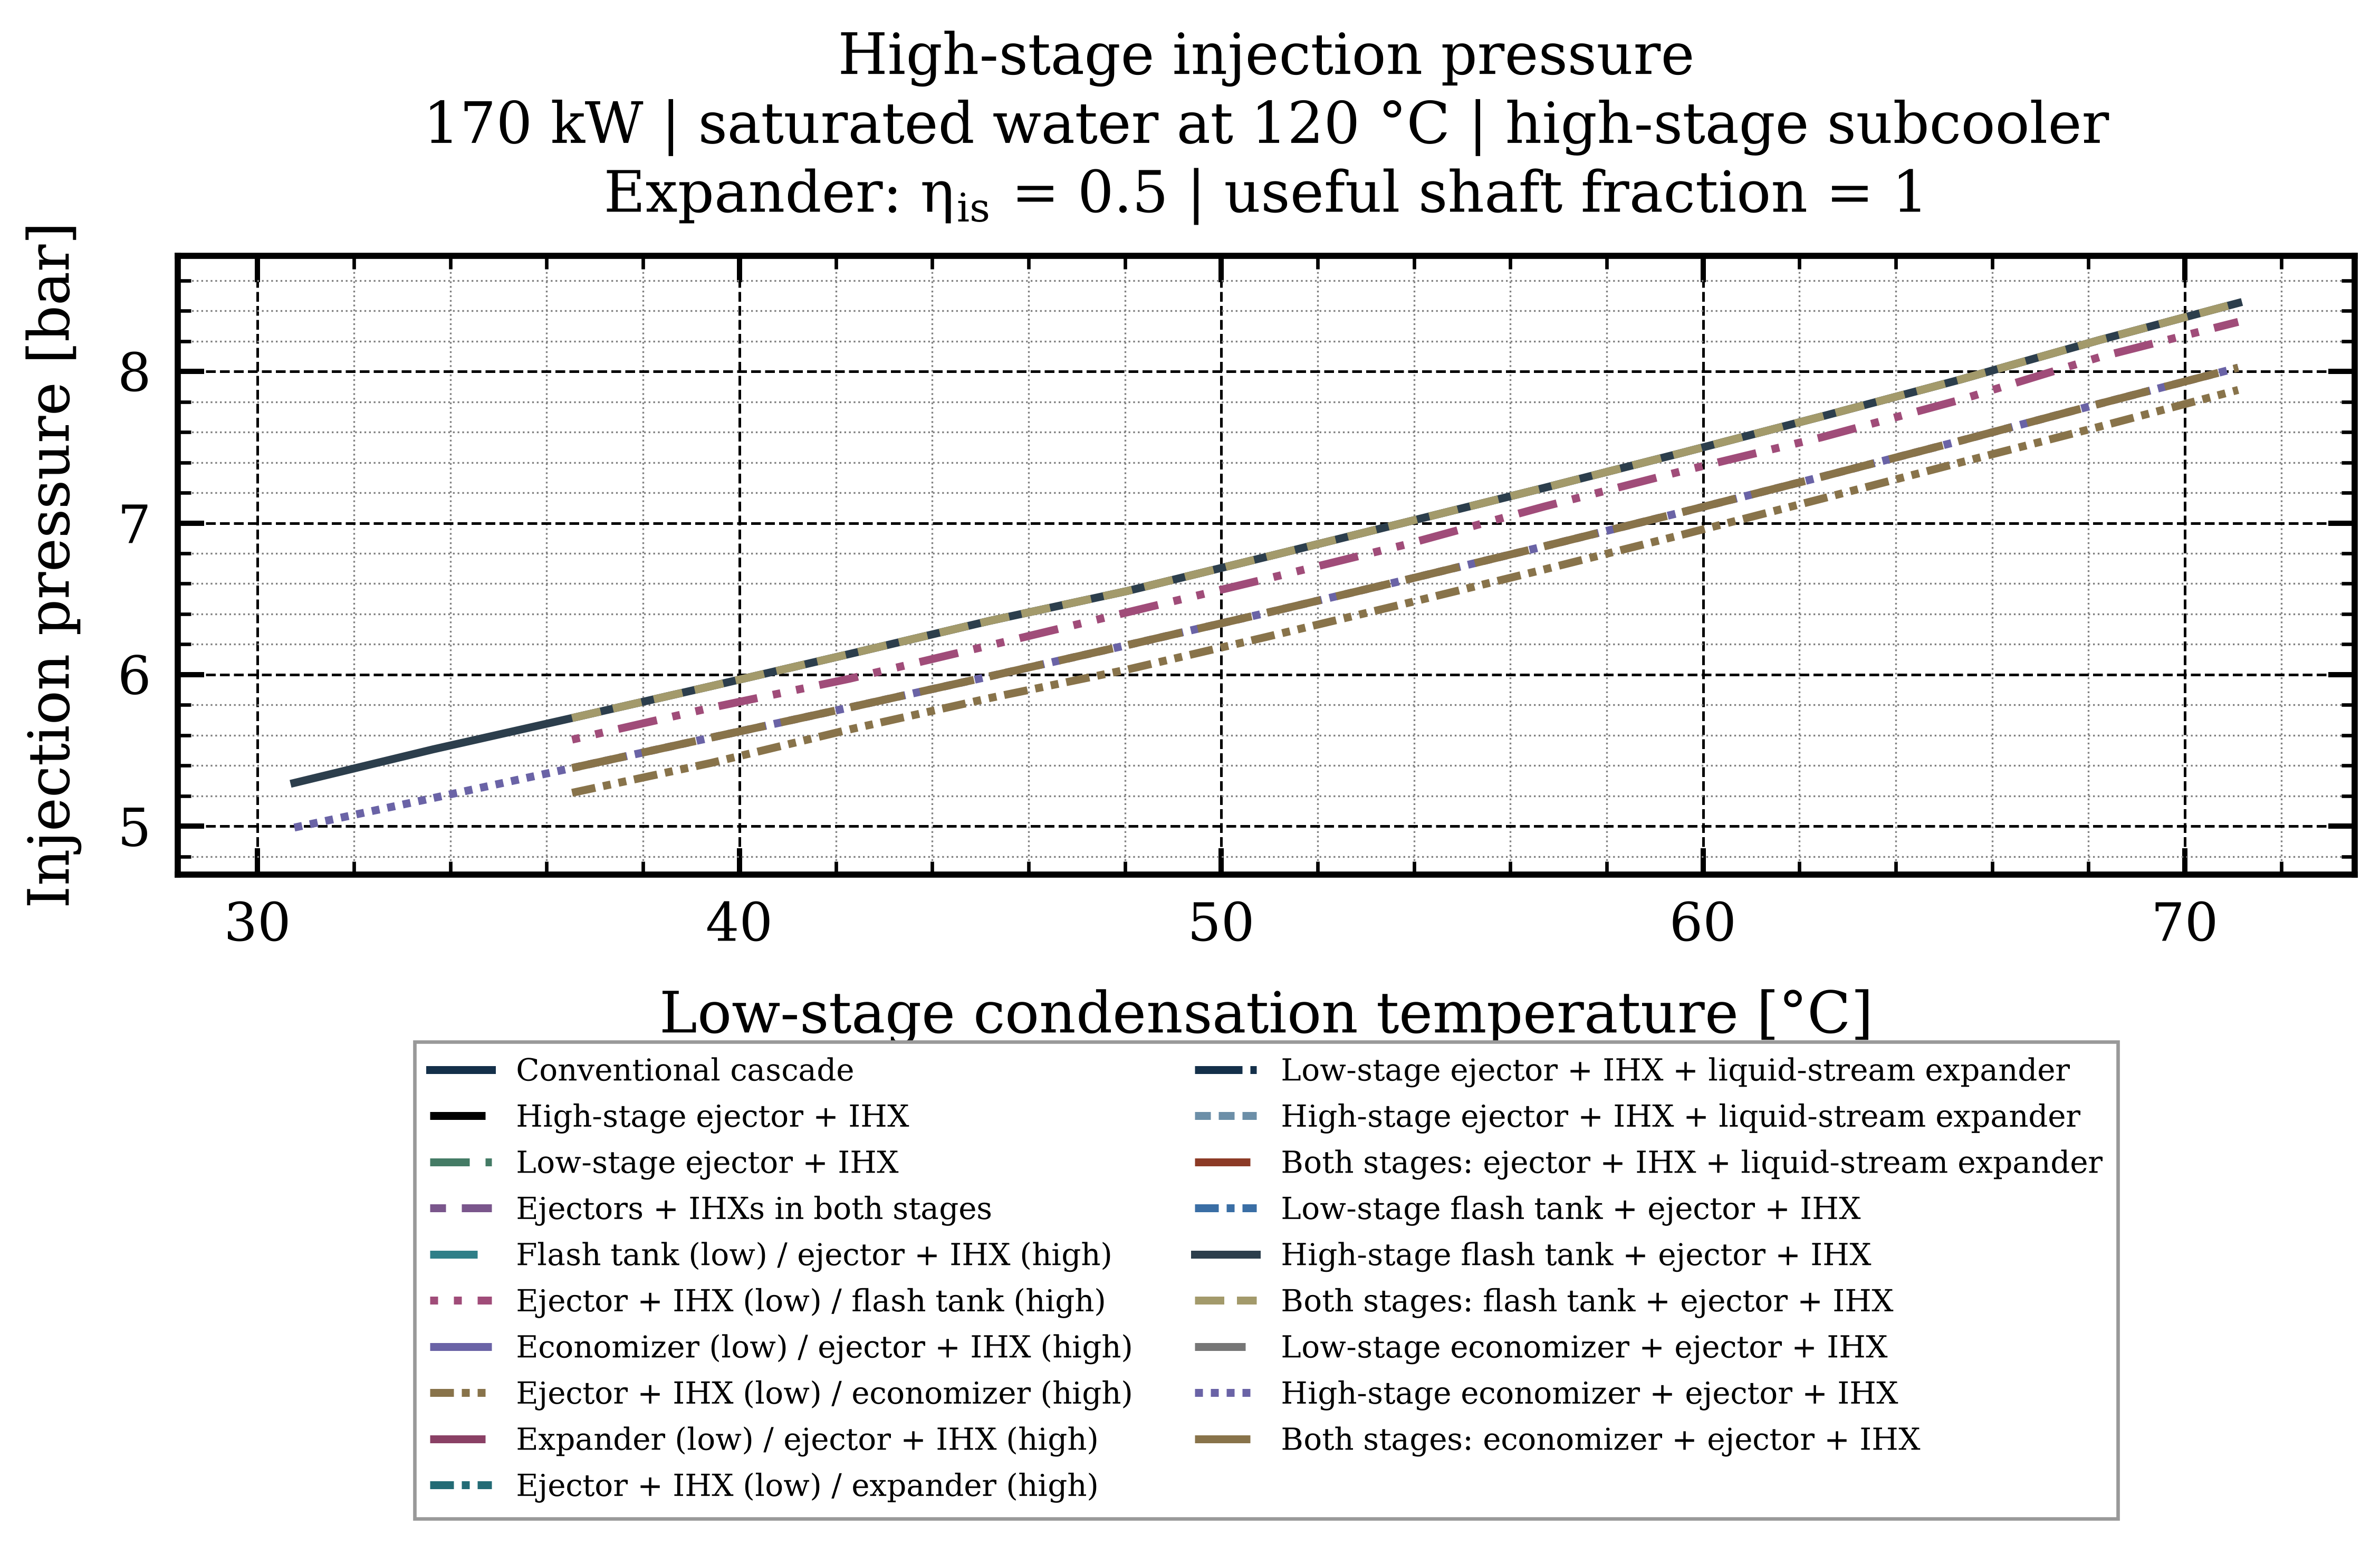 High-stage injection pressure
170 kW | saturated water at 120 °C | high-stage subcooler
Expander: ηis = 0.5 | useful shaft fraction = 1
Injection pressure [bar]
8
7
6
5
30 40 50 60 70
Low-stage condensation temperature [°C]
Conventional cascade
High-stage ejector + IHX
Low-stage ejector + IHX
Ejectors + IHXs in both stages
Flash tank (low) / ejector + IHX (high)
Ejector + IHX (low) / flash tank (high)
Economizer (low) / ejector + IHX (high)
Ejector + IHX (low) / economizer (high)
Expander (low) / ejector + IHX (high)
Ejector + IHX (low) / expander (high)
Low-stage ejector + IHX + liquid-stream expander
High-stage ejector + IHX + liquid-stream expander
Both stages: ejector + IHX + liquid-stream expander
Low-stage flash tank + ejector + IHX
High-stage flash tank + ejector + IHX
Both stages: flash tank + ejector + IHX
Low-stage economizer + ejector + IHX
High-stage economizer + ejector + IHX
Both stages: economizer + ejector + IHX